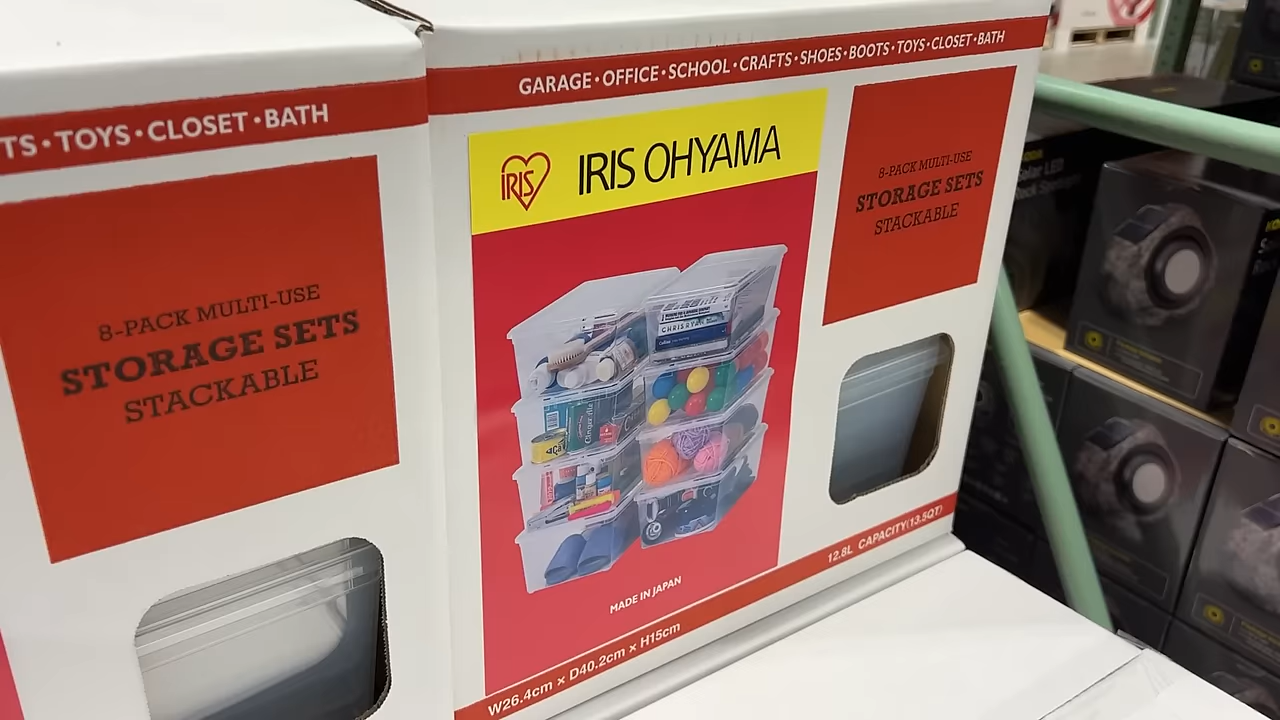 TS • TOYS • CLOSET • BATH
8-PACK MULTI-USE
STORAGE SETS
STACKABLE
GARAGE • OFFICE • SCHOOL • CRAFTS • SHOES • BOOTS • TOYS • CLOSET • BATH
IRIS
IRIS OHYAMA
8-PACK MULTI-USE
STORAGE SETS
STACKABLE
CHRIS RYAN
MADE IN JAPAN
12.8L CAPACITY(13.5QT)
W26.4cm × D40.2cm × H15cm